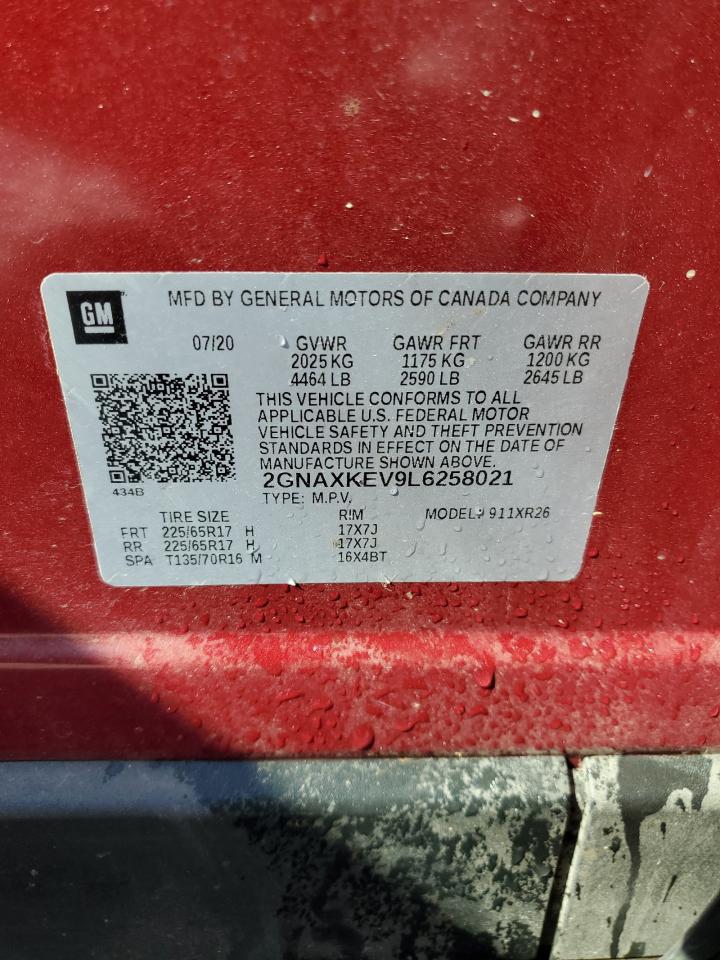 GM
MFD BY GENERAL MOTORS OF CANADA COMPANY
07/20 GVWR GAWR FRT GAWR RR
2025 KG 1175 KG 1200 KG
4464 LB 2590 LB 2645 LB
THIS VEHICLE CONFORMS TO ALL
APPLICABLE U.S. FEDERAL MOTOR
VEHICLE SAFETY AND THEFT PREVENTION
STANDARDS IN EFFECT ON THE DATE OF
MANUFACTURE SHOWN ABOVE.
434B
2GNAXKEV9L6258021
TYPE: M.P.V.
TIRE SIZE RIM MODEL: 911XR26
FRT 225/65R17 H 17X7J
RR 225/65R17 H 17X7J
SPA T135/70R16 M 16X4BT